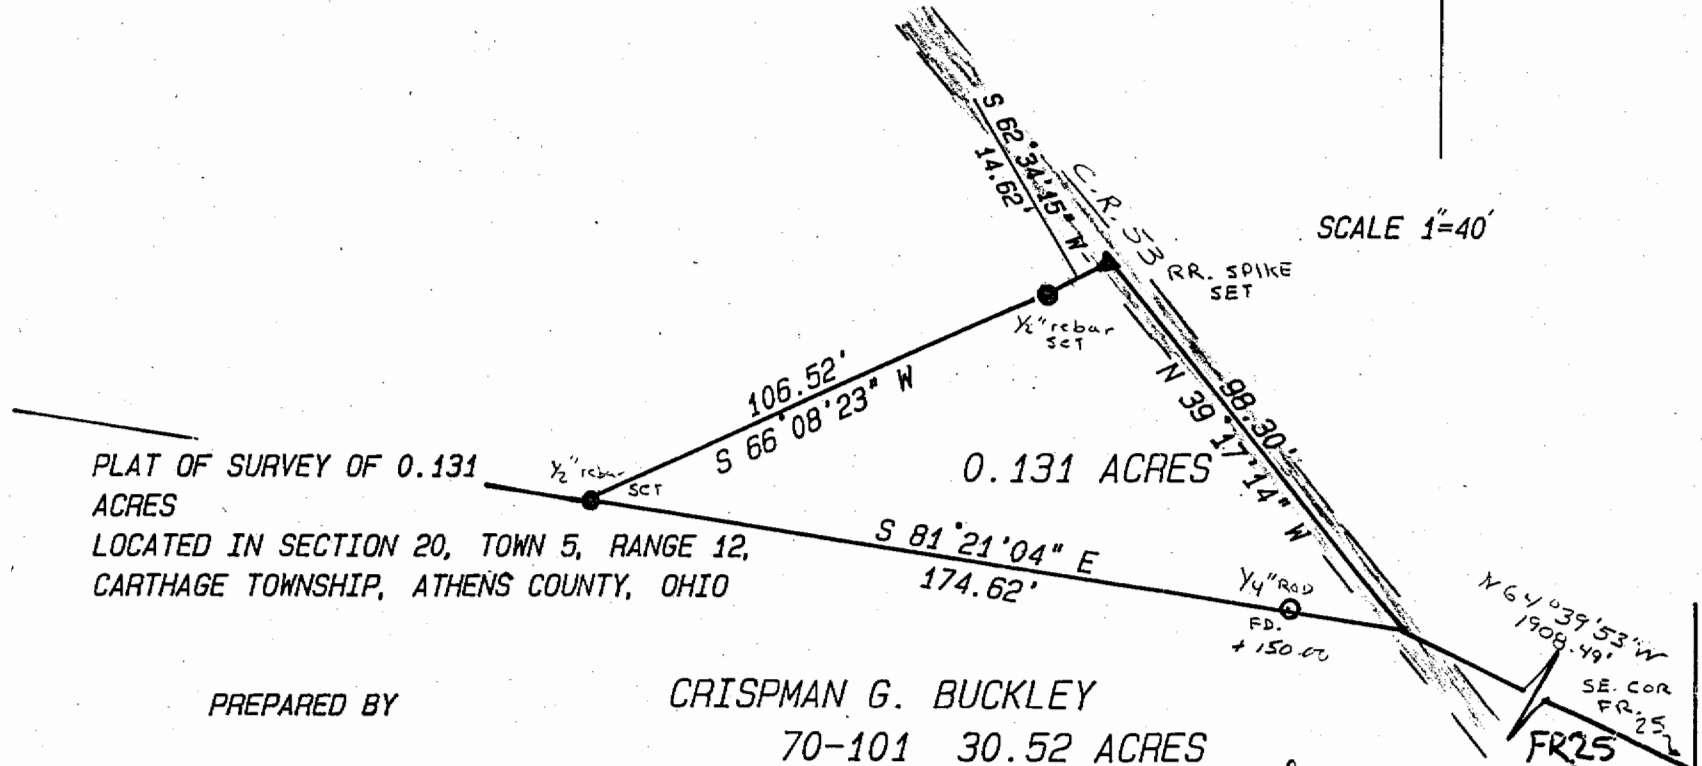 S 62°34'15" W
14.62'
C.R. 53
SCALE 1"=40'
RR. SPIKE
SET
1/2" rebar
SET
106.52'
S 66°08'23" W
98.30'
N 39°17'14" W
0.131 ACRES
PLAT OF SURVEY OF 0.131
ACRES
LOCATED IN SECTION 20, TOWN 5, RANGE 12,
CARTHAGE TOWNSHIP, ATHENS COUNTY, OHIO
1/2" rebar
SET
S 81°21'04" E
174.62'
1/4" ROD
FD.
+150.00
N 64°39'53" W
1908.49'
SE. COR
FR.
25
FR25
PREPARED BY
CRISPMAN G. BUCKLEY
70-101 30.52 ACRES